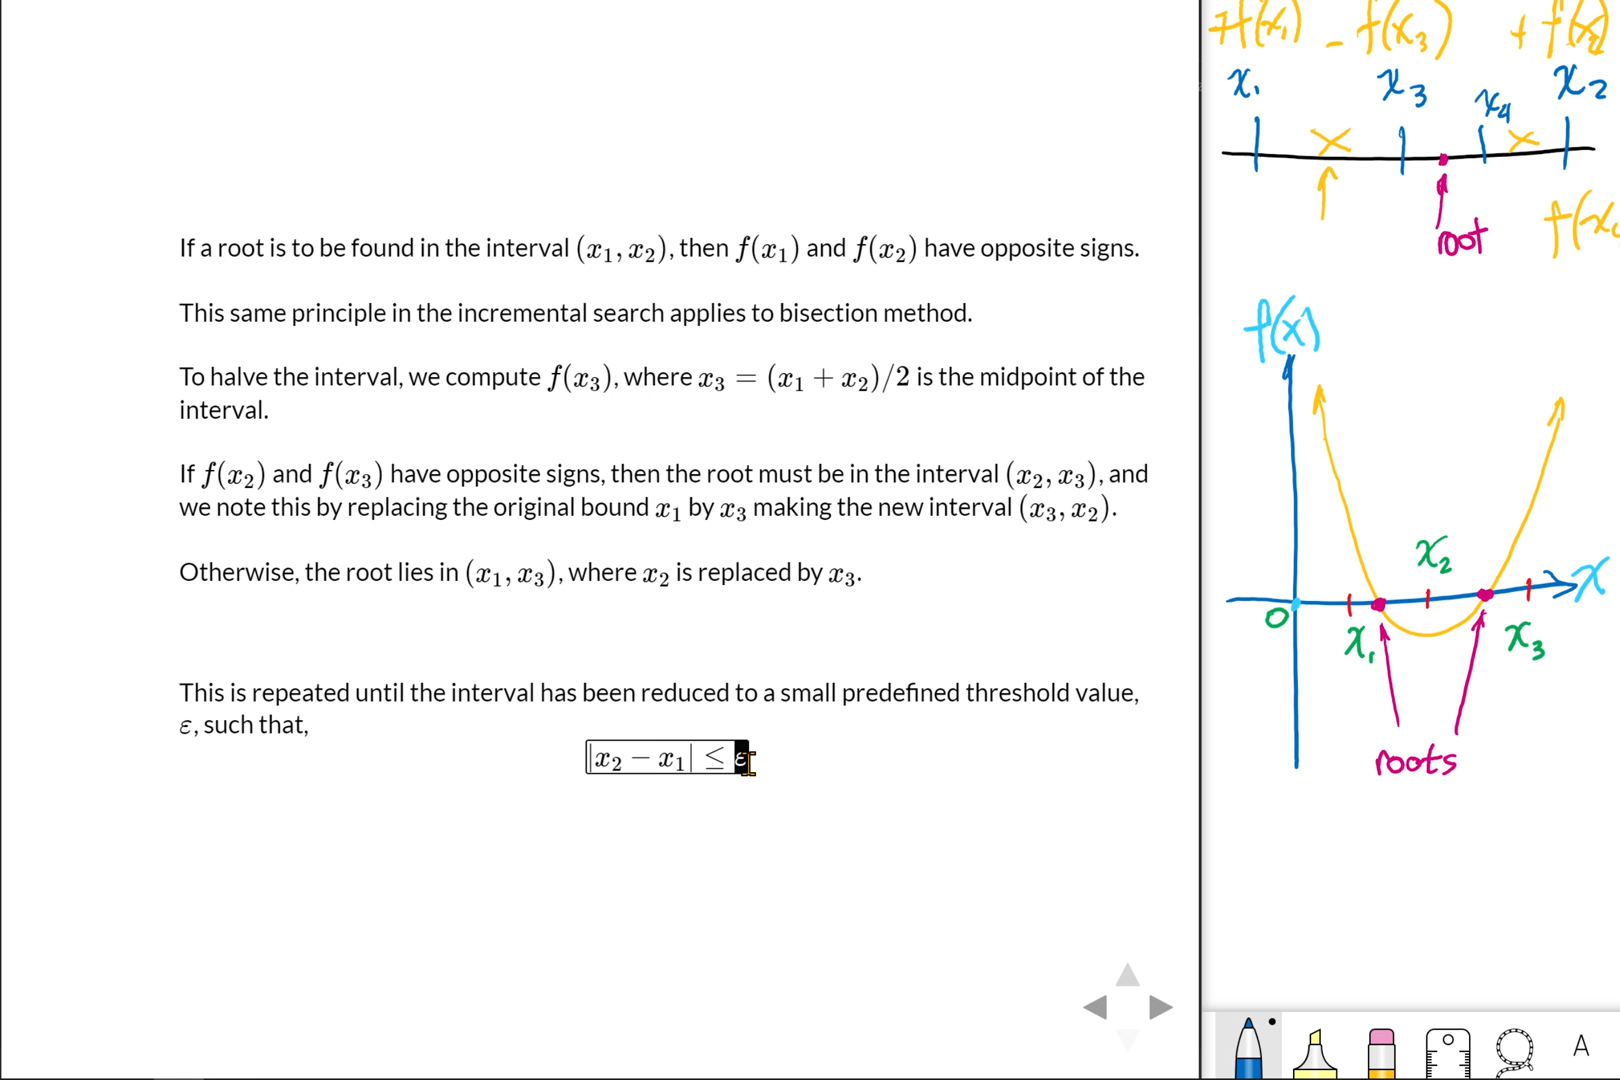 If a root is to be found in the interval (x₁, x₂), then f(x₁) and f(x₂) have opposite signs.
This same principle in the incremental search applies to bisection method.
To halve the interval, we compute f(x₃), where x₃ = (x₁ + x₂)/2 is the midpoint of the
interval.
If f(x₂) and f(x₃) have opposite signs, then the root must be in the interval (x₂, x₃), and
we note this by replacing the original bound x₁ by x₃ making the new interval (x₃, x₂).
Otherwise, the root lies in (x₁, x₃), where x₂ is replaced by x₃.
This is repeated until the interval has been reduced to a small predefined threshold value,
ε, such that,
|x₂ − x₁| ≤ ε
f(x₁) - f(x₃) + f(x₂)
x₁ x₃ x₄ x₂
root
f(x)
x₂
x
0 x₁ x₃
roots
A